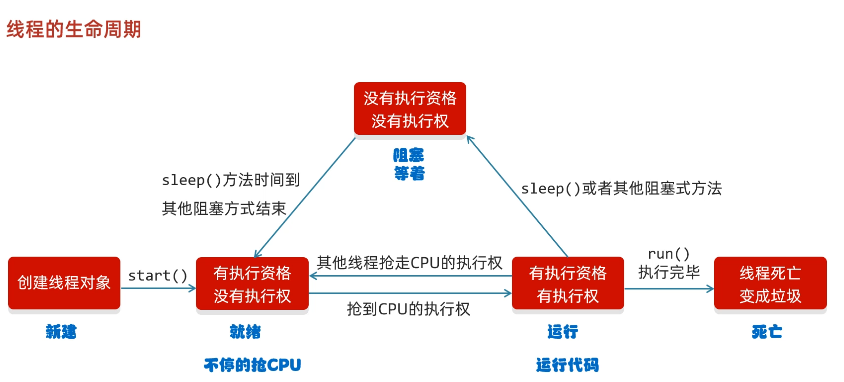 线程的生命周期
没有执行资格
没有执行权
阻塞
等着
sleep()方法时间到
其他阻塞方式结束
sleep()或者其他阻塞式方法
创建线程对象
新建
start()
有执行资格
没有执行权
就绪
不停的抢CPU
其他线程抢走CPU的执行权
抢到CPU的执行权
有执行资格
有执行权
运行
运行代码
run()
执行完毕
线程死亡
变成垃圾
死亡